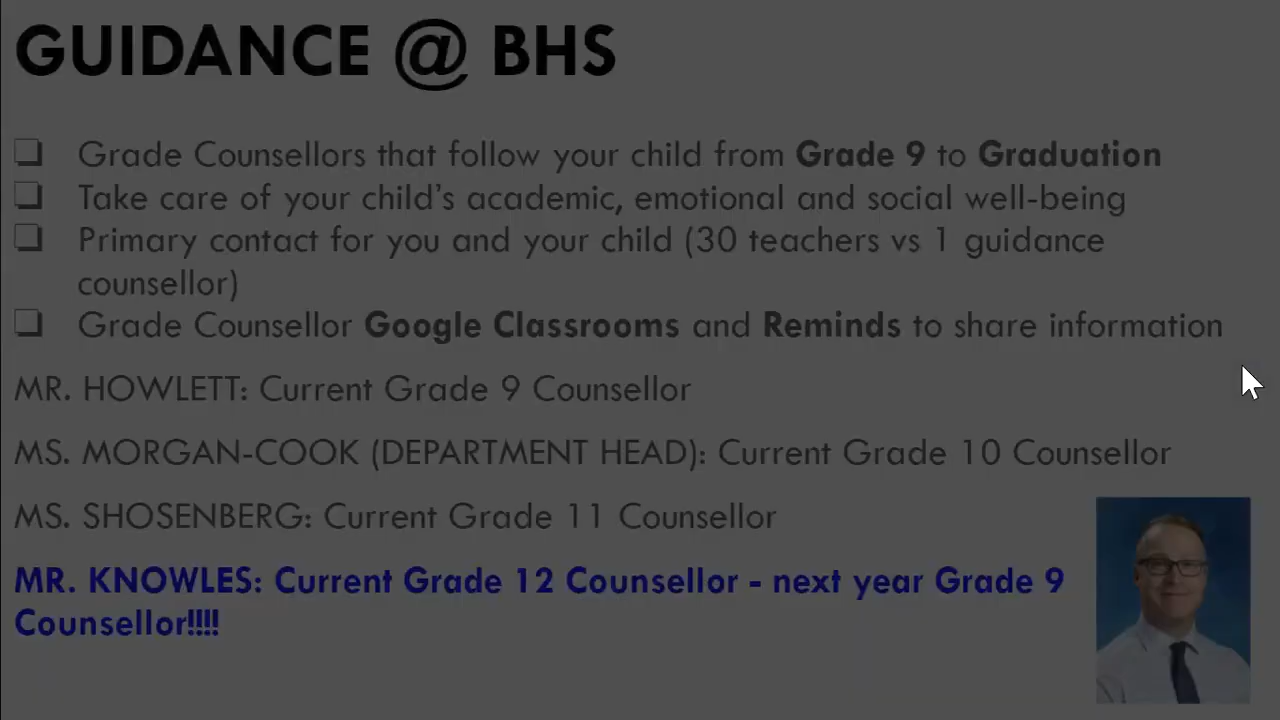 GUIDANCE @ BHS
❏ Grade Counsellors that follow your child from Grade 9 to Graduation
❏ Take care of your child's academic, emotional and social well-being
❏ Primary contact for you and your child (30 teachers vs 1 guidance
counsellor)
❏ Grade Counsellor Google Classrooms and Reminds to share information
MR. HOWLETT: Current Grade 9 Counsellor
MS. MORGAN-COOK (DEPARTMENT HEAD): Current Grade 10 Counsellor
MS. SHOSENBERG: Current Grade 11 Counsellor
MR. KNOWLES: Current Grade 12 Counsellor - next year Grade 9
Counsellor!!!!